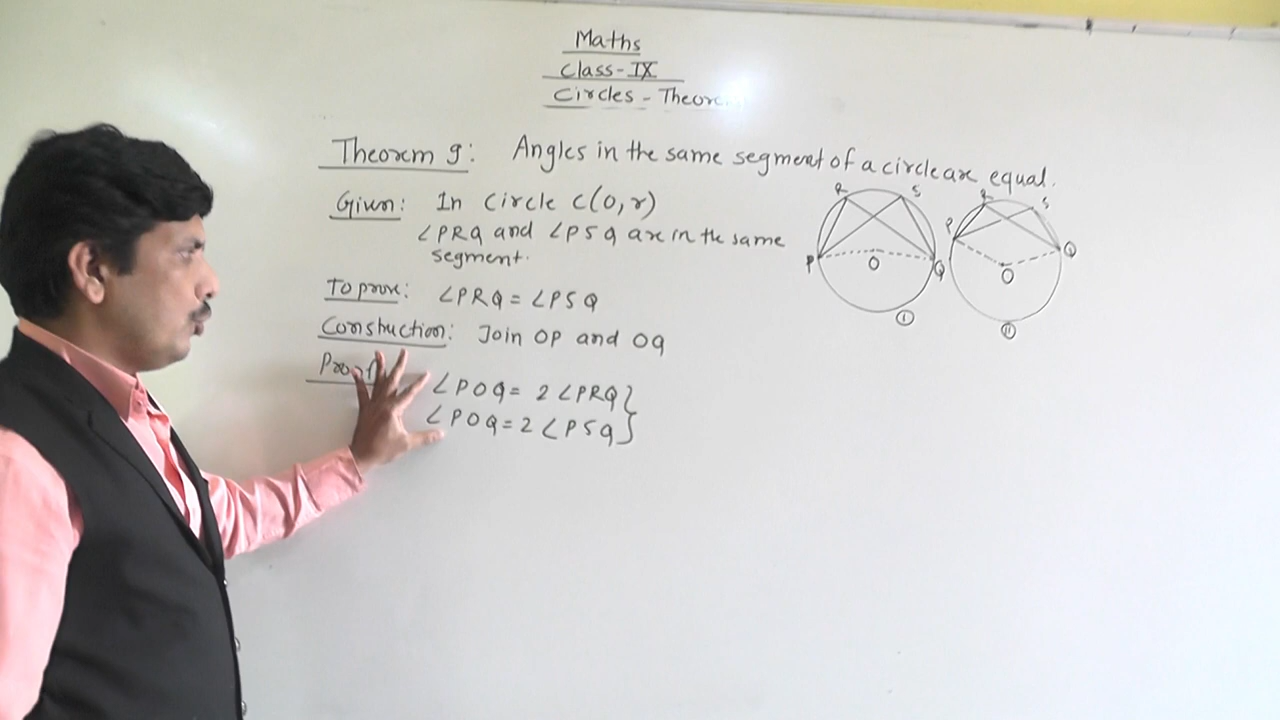 Maths
Class - IX
Circles - Theore
Theorem 9: Angles in the same segment of a circle are equal.
Given: In Circle C(O, r)
∠PRQ and ∠PSQ are in the same
segment.
To prove: ∠PRQ = ∠PSQ
Construction: Join OP and OQ
Proof
∠POQ = 2 ∠PRQ }
∠POQ = 2 ∠PSQ }
R S
P O Q
I
R S
P Q
O
II